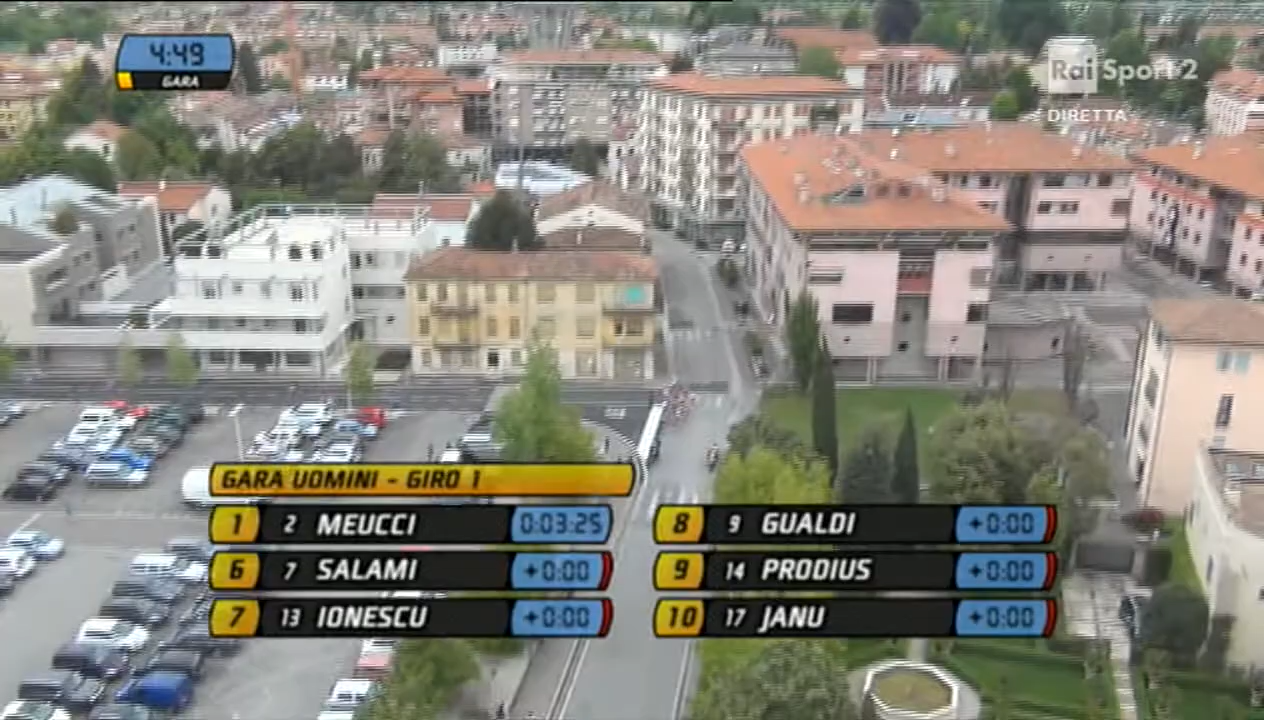 4:49
GARA
Rai Sport 2
DIRETTA
GARA UOMINI - GIRO 1
1 2 MEUCCI 0:03:25
6 7 SALAMI +0:00
7 13 IONESCU +0:00
8 9 GUALDI +0:00
9 14 PRODIUS +0:00
10 17 JANU +0:00